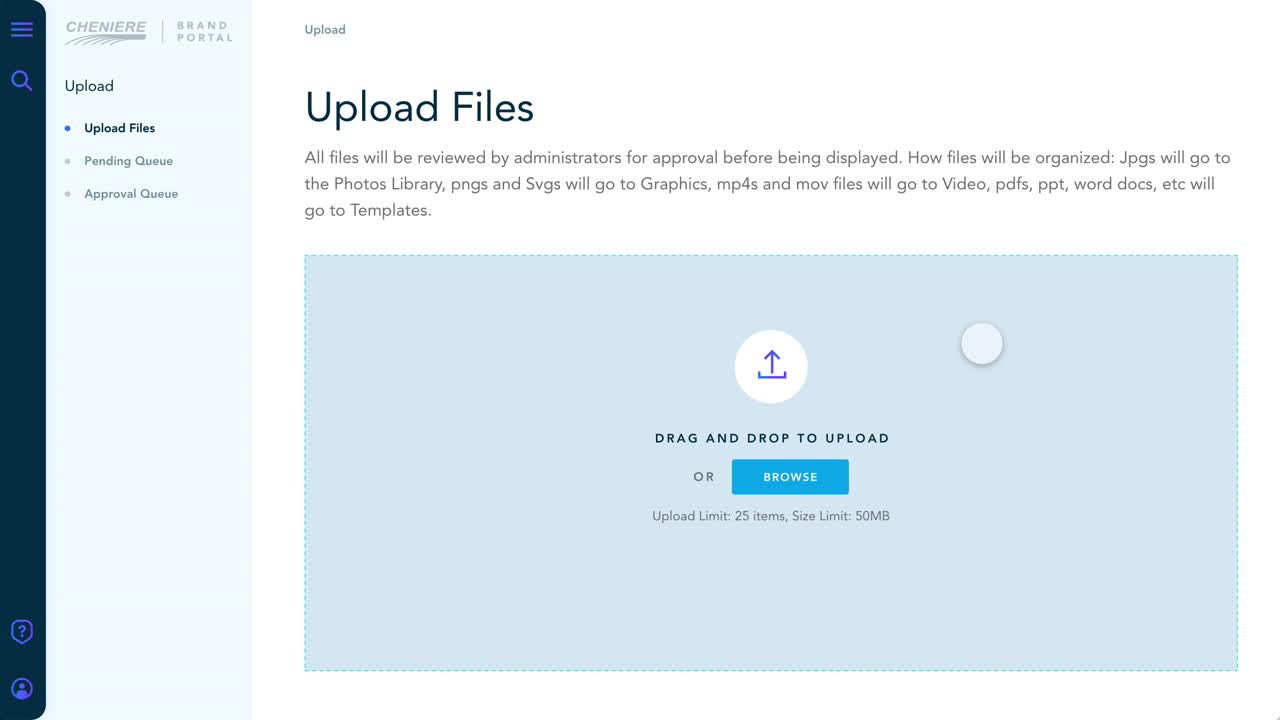 CHENIERE
BRAND
PORTAL
Upload
Upload
Upload Files
Pending Queue
Approval Queue
Upload Files
All files will be reviewed by administrators for approval before being displayed. How files will be organized: Jpgs will go to
the Photos Library, pngs and Svgs will go to Graphics, mp4s and mov files will go to Video, pdfs, ppt, word docs, etc will
go to Templates.
DRAG AND DROP TO UPLOAD
OR BROWSE
Upload Limit: 25 items, Size Limit: 50MB
?